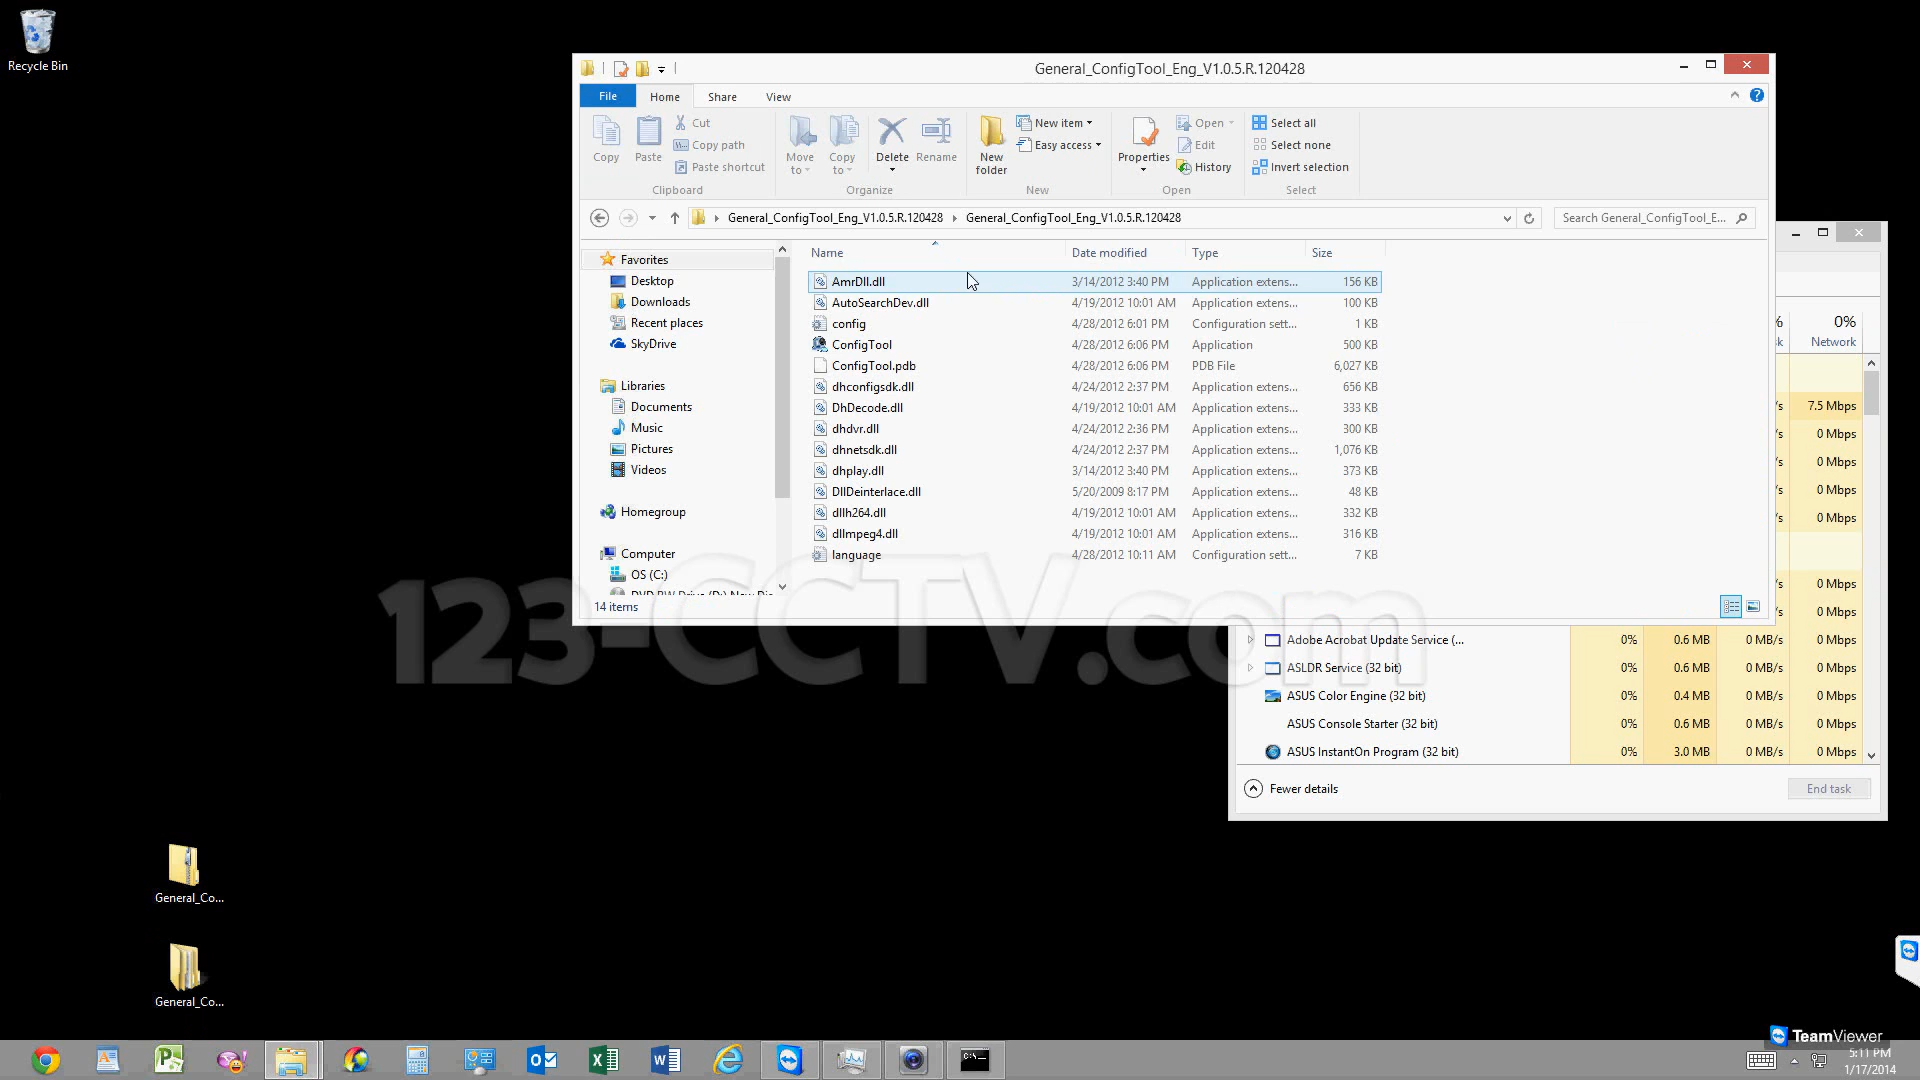 Recycle Bin
General_ConfigTool_Eng_V1.0.5.R.120428
File Home Share View
Copy
Paste
Cut
Copy path
Paste shortcut
Clipboard
Move to
Copy to
Delete
Rename
Organize
New folder
New item
Easy access
New
Properties
Open
Edit
History
Open
Select all
Select none
Invert selection
Select
General_ConfigTool_Eng_V1.0.5.R.120428 General_ConfigTool_Eng_V1.0.5.R.120428
Search General_ConfigTool_E...
Favorites
Desktop
Downloads
Recent places
SkyDrive
Libraries
Documents
Music
Pictures
Videos
Homegroup
Computer
OS (C:)
14 items
Name Date modified Type Size
AmrDll.dll 3/14/2012 3:40 PM Application extens... 156 KB
AutoSearchDev.dll 4/19/2012 10:01 AM Application extens... 100 KB
config 4/28/2012 6:01 PM Configuration sett... 1 KB
ConfigTool 4/28/2012 6:06 PM Application 500 KB
ConfigTool.pdb 4/28/2012 6:06 PM PDB File 6,027 KB
dhconfigsdk.dll 4/24/2012 2:37 PM Application extens... 656 KB
DhDecode.dll 4/19/2012 10:01 AM Application extens... 333 KB
dhdvr.dll 4/24/2012 2:36 PM Application extens... 300 KB
dhnetsdk.dll 4/24/2012 2:37 PM Application extens... 1,076 KB
dhplay.dll 3/14/2012 3:40 PM Application extens... 373 KB
DllDeinterlace.dll 5/20/2009 8:17 PM Application extens... 48 KB
dllh264.dll 4/19/2012 10:01 AM Application extens... 332 KB
dllmpeg4.dll 4/19/2012 10:01 AM Application extens... 316 KB
language 4/28/2012 10:11 AM Configuration sett... 7 KB
% 0%
sk Network
/s 7.5 Mbps
/s 0 Mbps
/s 0 Mbps
/s 0 Mbps
/s 0 Mbps
/s 0 Mbps
/s 0 Mbps
Adobe Acrobat Update Service (... 0% 0.6 MB 0 MB/s 0 Mbps
ASLDR Service (32 bit) 0% 0.6 MB 0 MB/s 0 Mbps
ASUS Color Engine (32 bit) 0% 0.4 MB 0 MB/s 0 Mbps
ASUS Console Starter (32 bit) 0% 0.6 MB 0 MB/s 0 Mbps
ASUS InstantOn Program (32 bit) 0% 3.0 MB 0 MB/s 0 Mbps
Fewer details End task
123-CCTV.com
General_Co...
General_Co...
TeamViewer
5:11 PM
1/17/2014